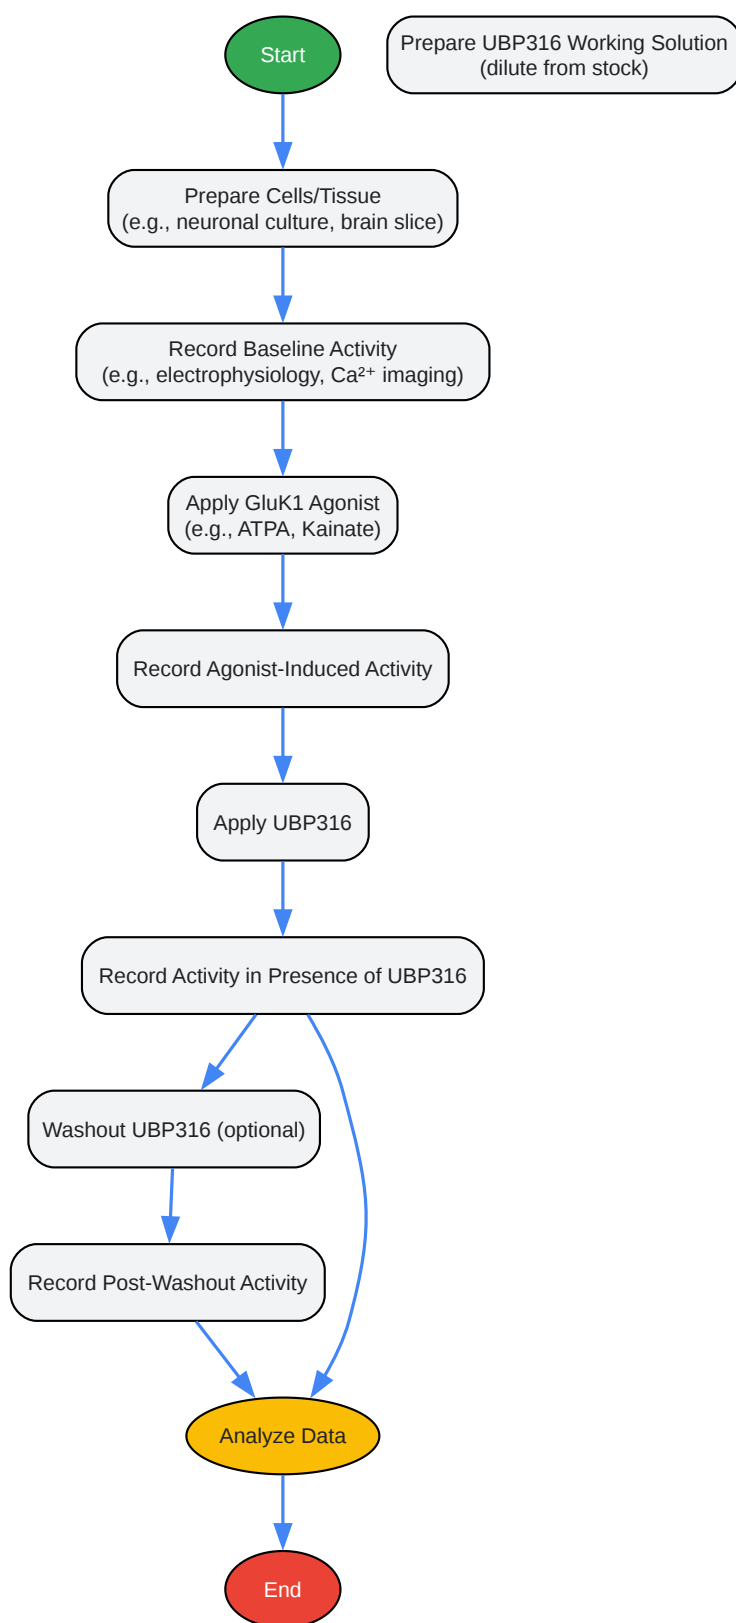 Start
Prepare UBP316 Working Solution
(dilute from stock)
Prepare Cells/Tissue
(e.g., neuronal culture, brain slice)
Record Baseline Activity
(e.g., electrophysiology, Ca²⁺ imaging)
Apply GluK1 Agonist
(e.g., ATPA, Kainate)
Record Agonist-Induced Activity
Apply UBP316
Record Activity in Presence of UBP316
Washout UBP316 (optional)
Record Post-Washout Activity
Analyze Data
End